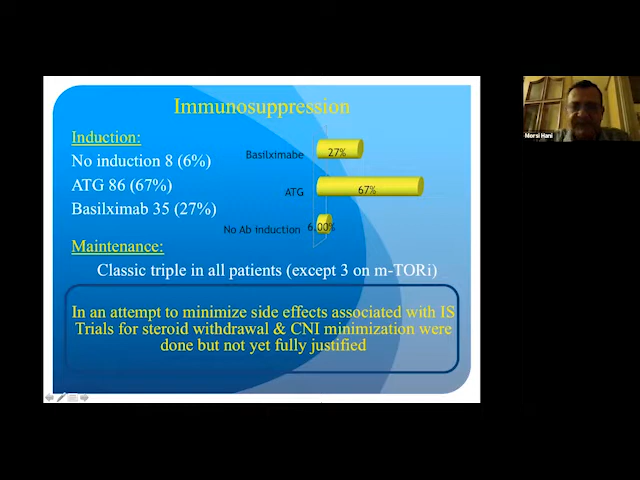 Immunosuppression
Induction:
No induction 8 (6%)
ATG 86 (67%)
Basilximab 35 (27%)
Basilximabe
27%
ATG
67%
No Ab induction
6.00%
Maintenance:
Classic triple in all patients (except 3 on m-TORi)
In an attempt to minimize side effects associated with IS
Trials for steroid withdrawal & CNI minimization were
done but not yet fully justified
Morsi Hani